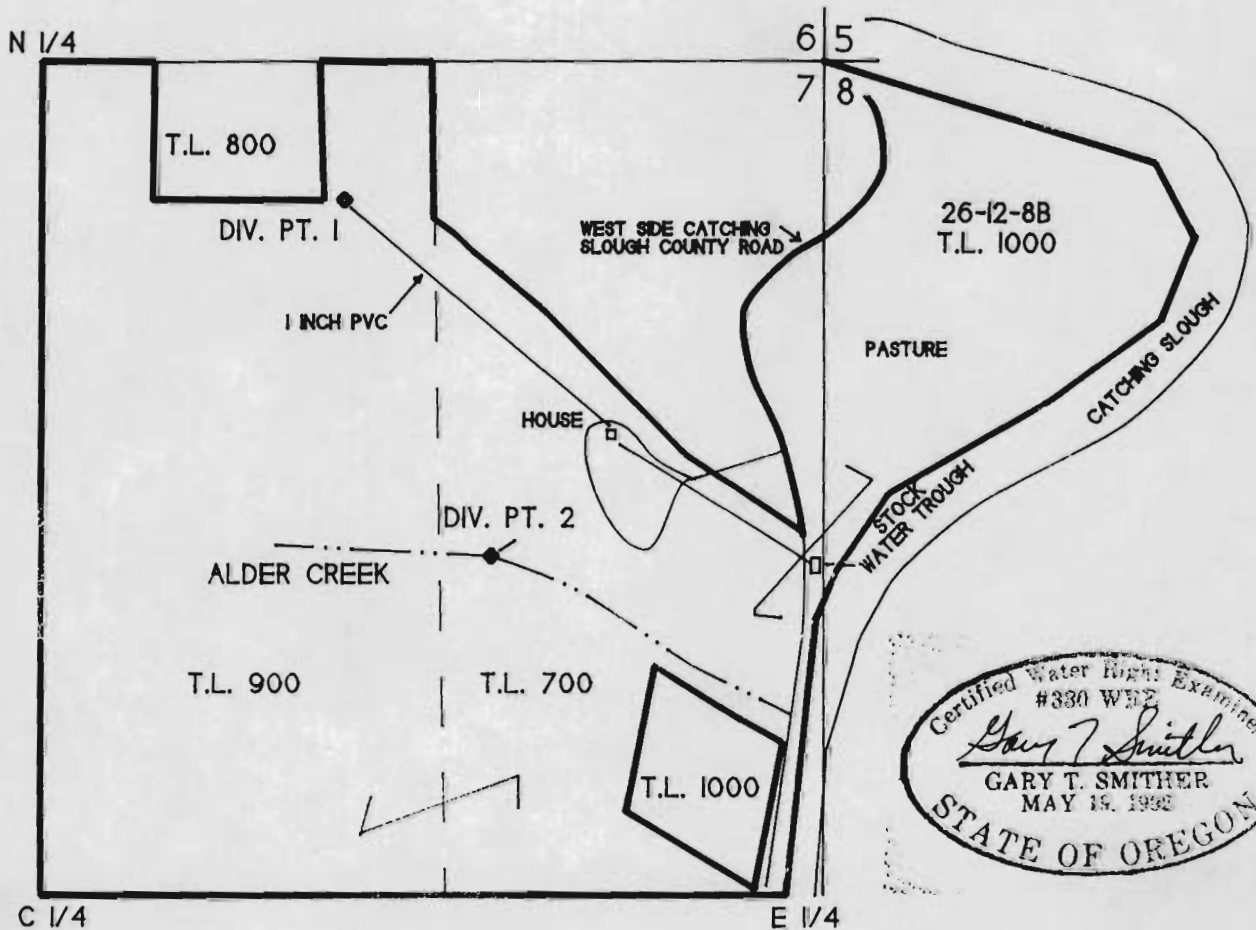 N 1/4
6 5
7 8
T.L. 800
DIV. PT. 1
1 INCH PVC
WEST SIDE CATCHING
SLOUGH COUNTY ROAD
26-12-8B
T.L. 1000
PASTURE
CATCHING SLOUGH
HOUSE
STOCK
WATER TROUGH
DIV. PT. 2
ALDER CREEK
T.L. 900
T.L. 700
T.L. 1000
C 1/4
E 1/4
Certified Water Right Examiner
#330 WRE
Gary T Smither
GARY T. SMITHER
STATE OF OREGON